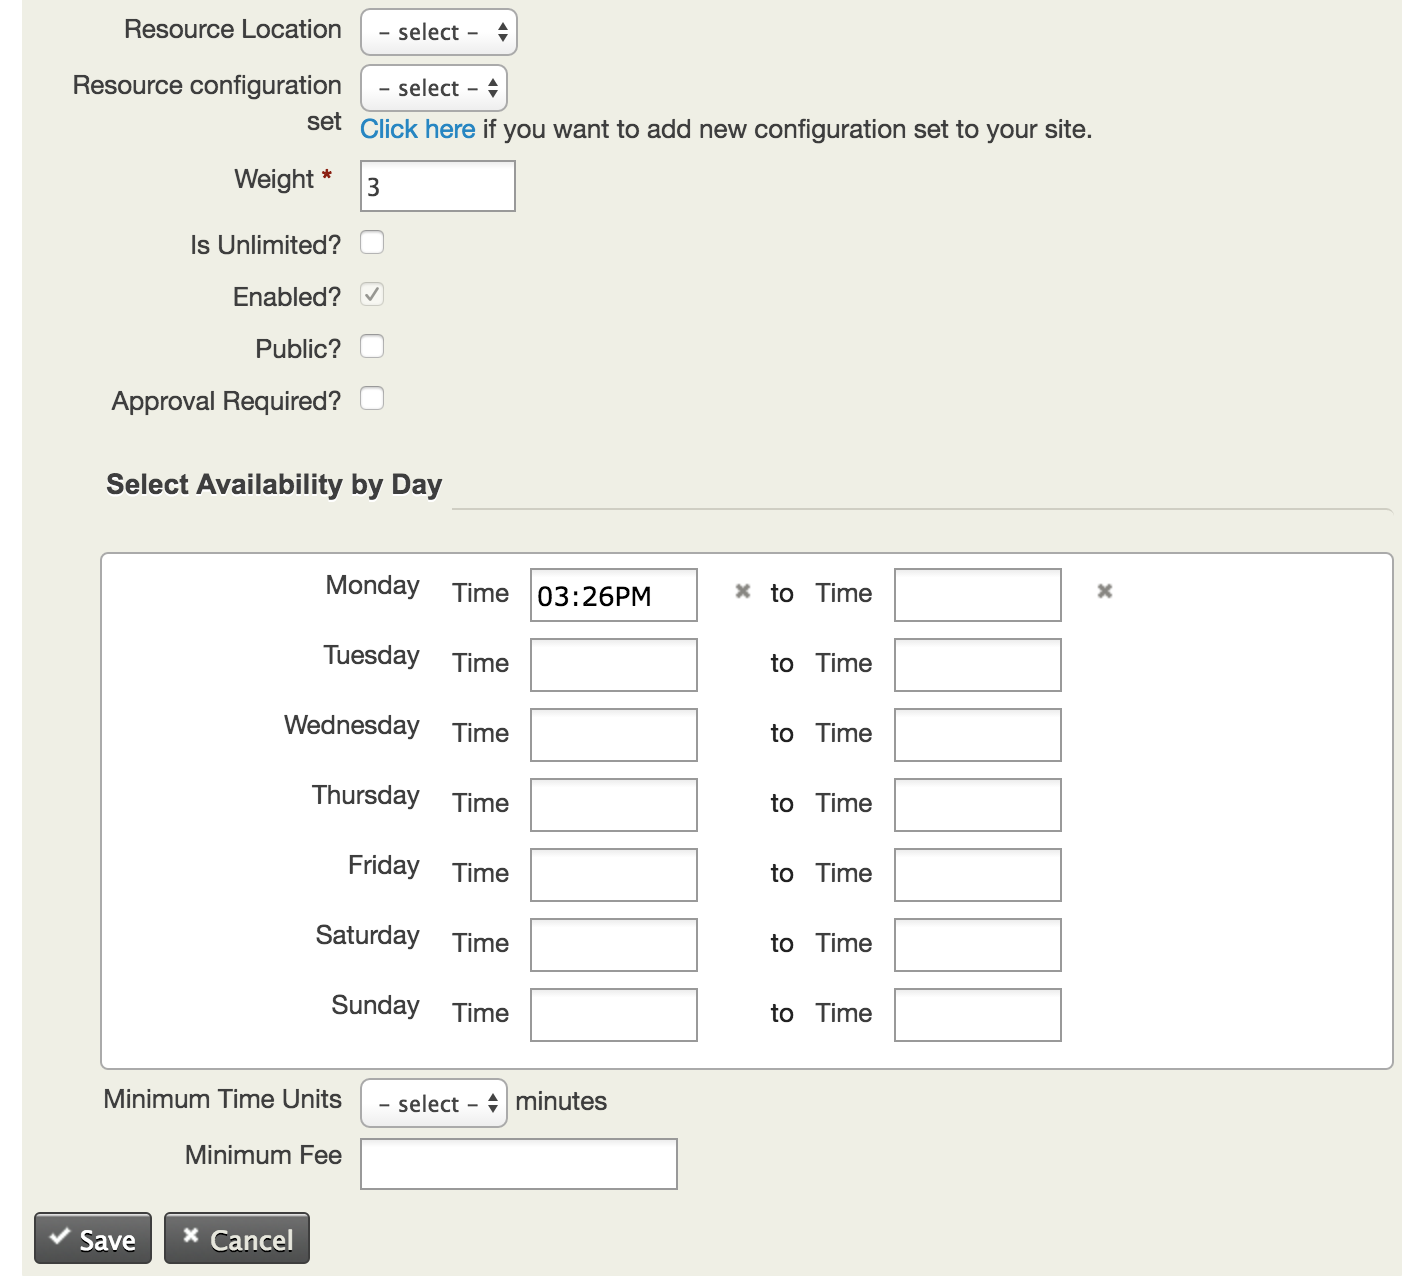 Resource Location – select –
Resource configuration set – select –
Click here if you want to add new configuration set to your site.
Weight * 3
Is Unlimited?
Enabled?
Public?
Approval Required?
Select Availability by Day
Monday Time 03:26PM to Time
Tuesday Time to Time
Wednesday Time to Time
Thursday Time to Time
Friday Time to Time
Saturday Time to Time
Sunday Time to Time
Minimum Time Units – select – minutes
Minimum Fee
Save Cancel